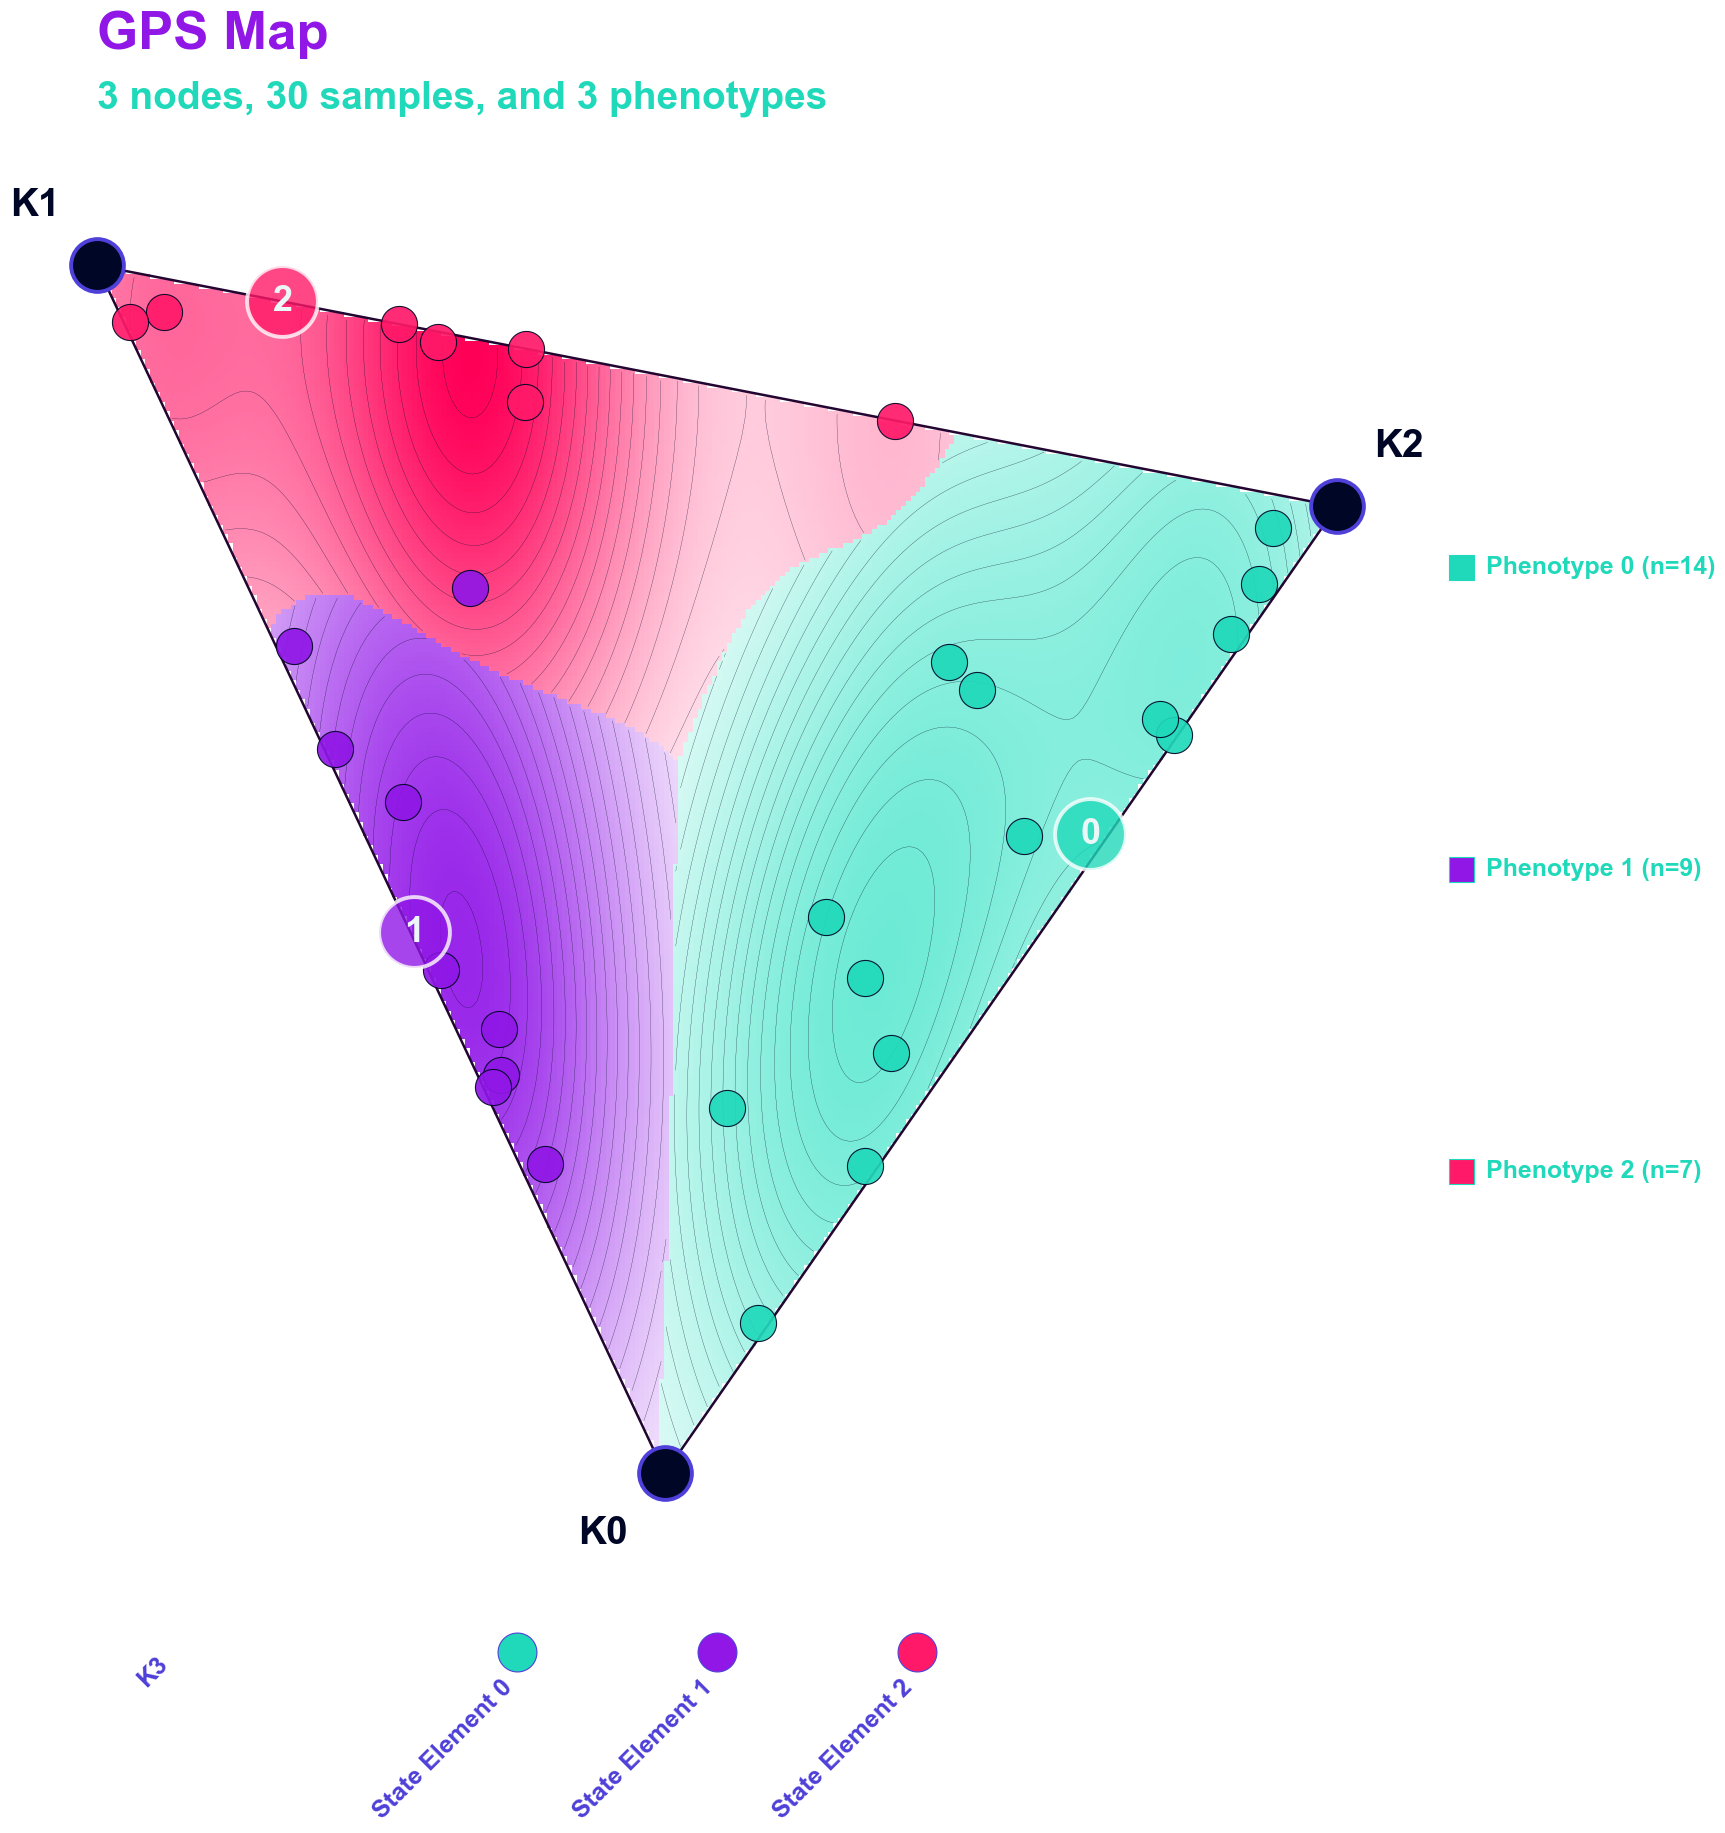 GPS Map
3 nodes, 30 samples, and 3 phenotypes
K1
2
K2
Phenotype 0 (n=14)
0
Phenotype 1 (n=9)
1
Phenotype 2 (n=7)
K0
K3
State Element 0
State Element 1
State Element 2